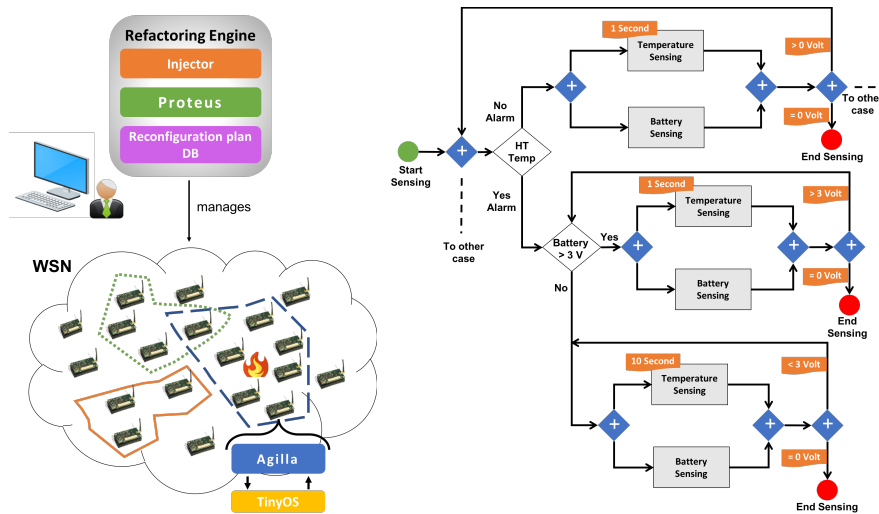 Refactoring Engine
Injector
Proteus
Reconfiguration plan
DB
manages
WSN
Agilla
TinyOS
1 Second
Temperature
Sensing
> 0 Volt
No
Alarm
Battery
Sensing
= 0 Volt
To othe
case
End Sensing
HT
Temp
Start
Sensing
Yes
Alarm
To other
case
1 Second
Temperature
Sensing
> 3 Volt
Battery
> 3 V
Yes
No
Battery
Sensing
= 0 Volt
End
Sensing
10 Second
Temperature
Sensing
< 3 Volt
Battery
Sensing
= 0 Volt
End Sensing